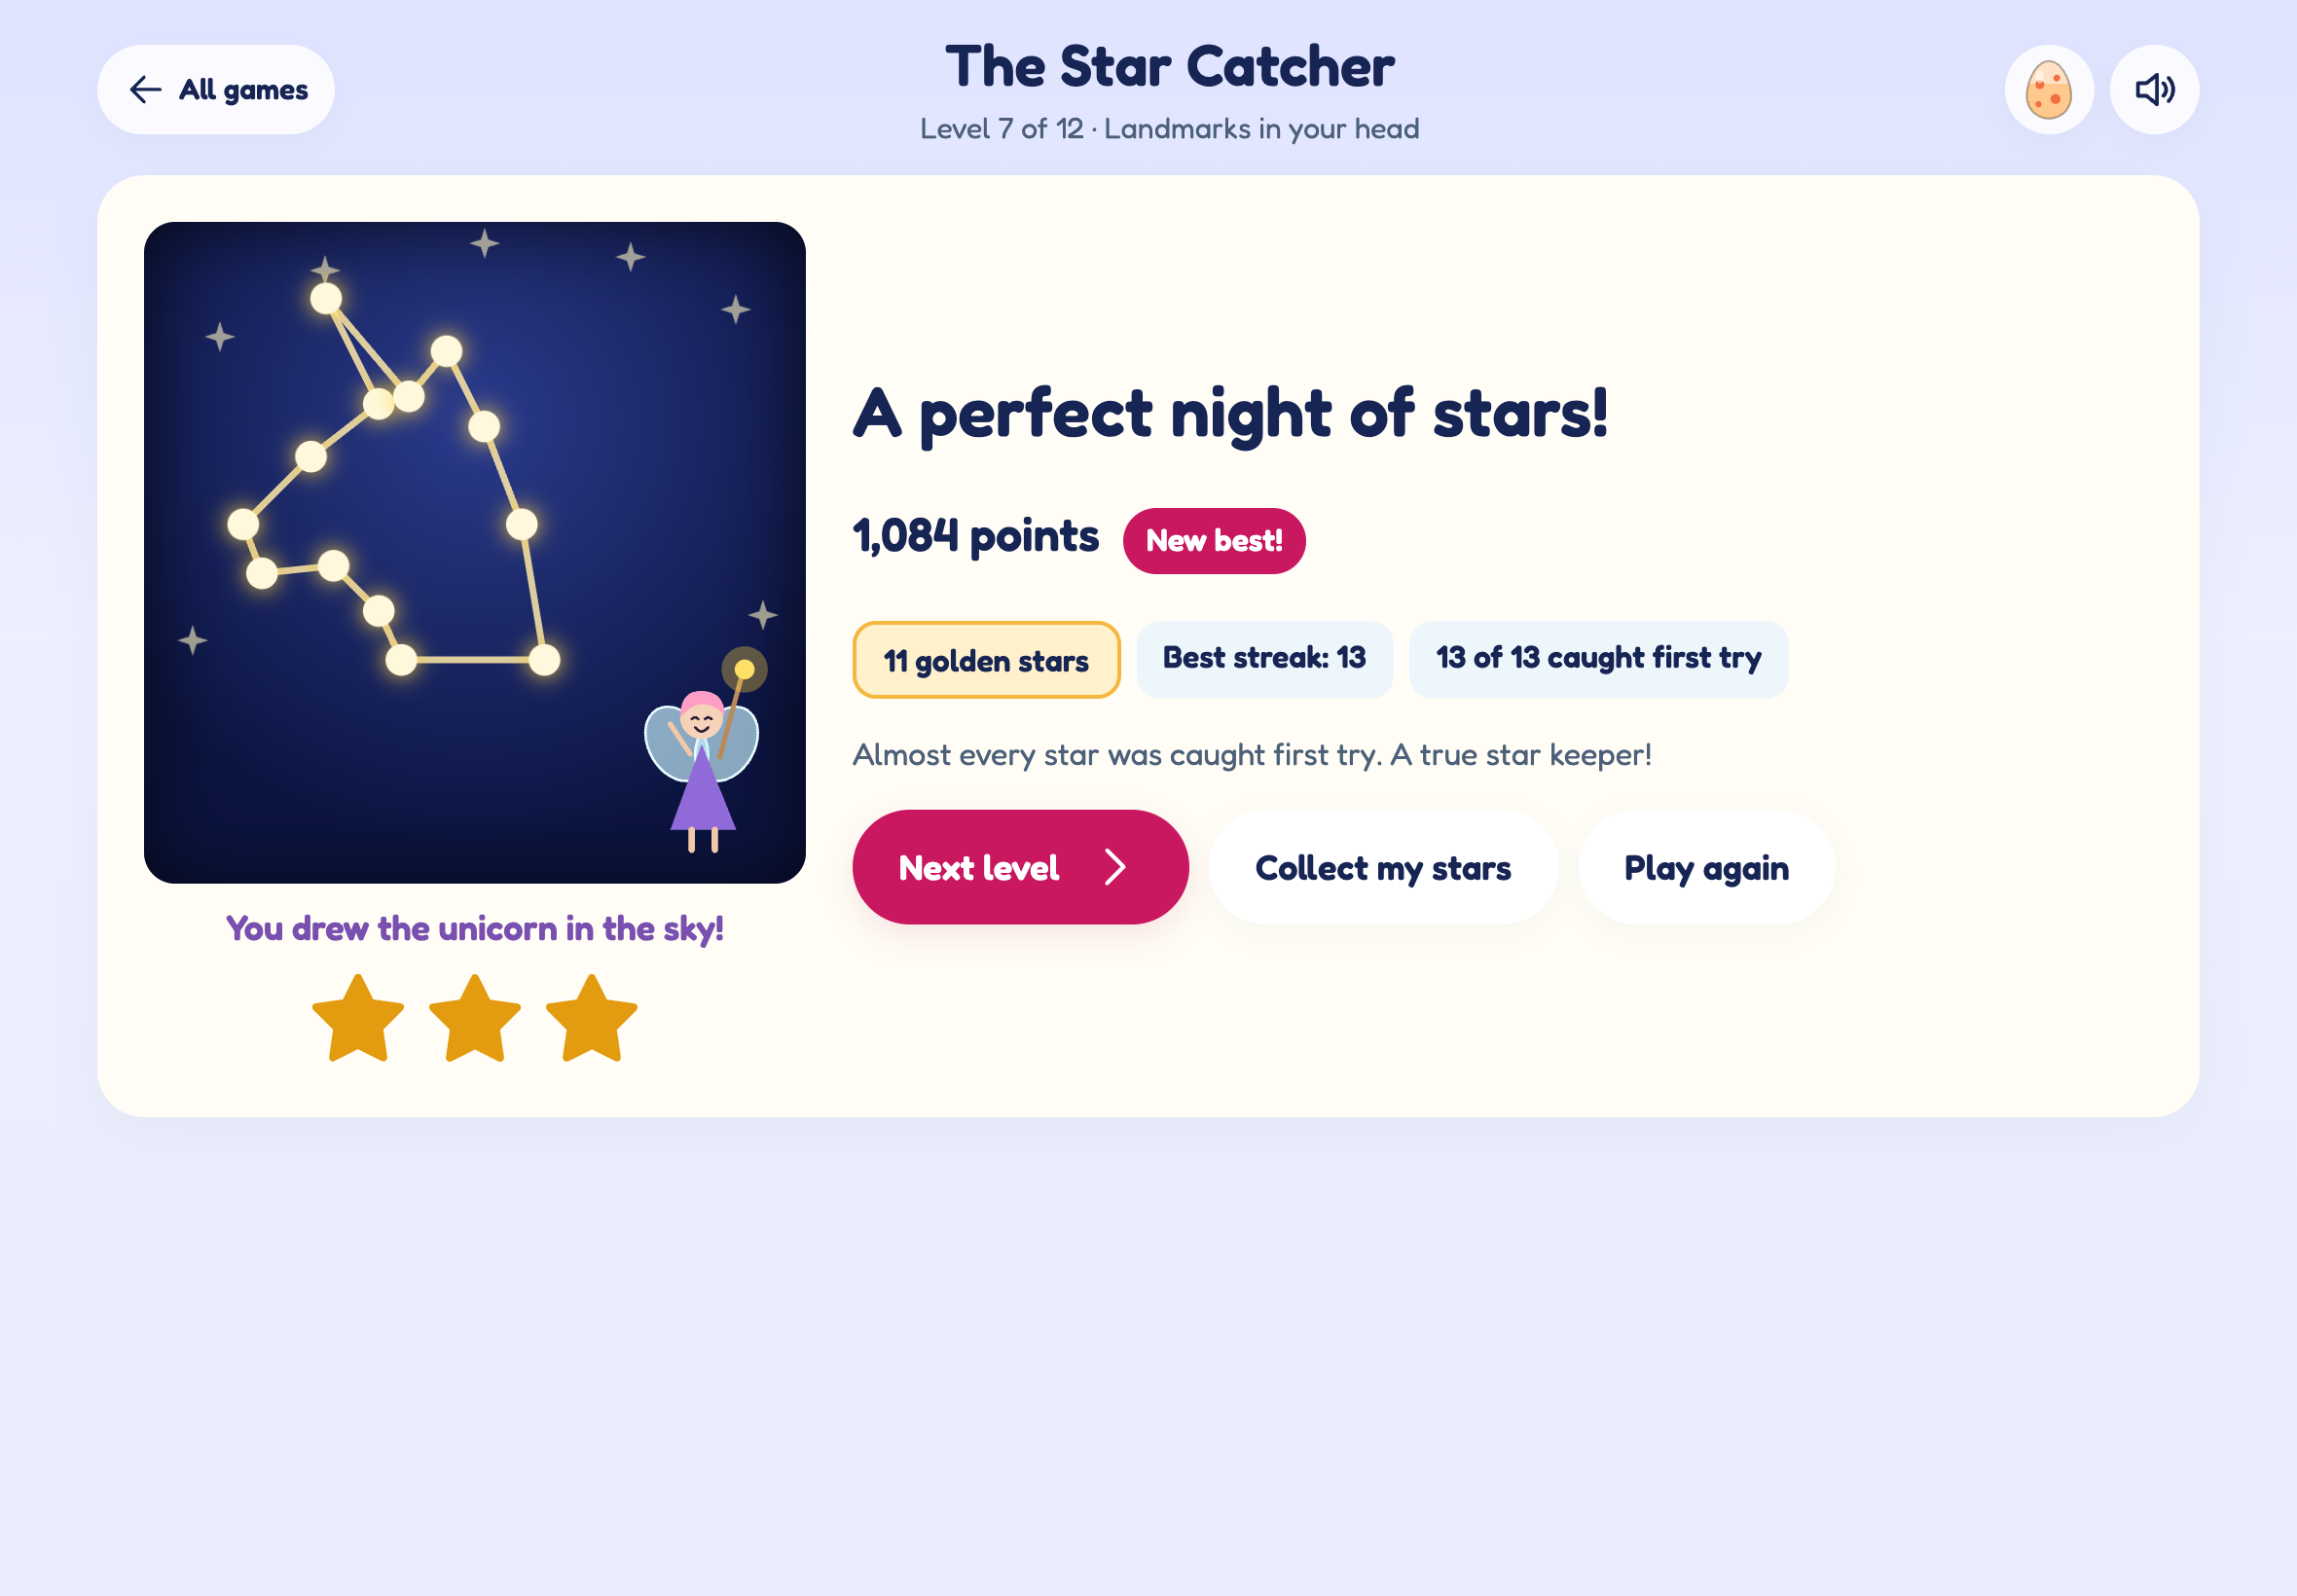 All games
The Star Catcher
Level 7 of 12 · Landmarks in your head
A perfect night of stars!
1,084 points
New best!
11 golden stars
Best streak: 13
13 of 13 caught first try
Almost every star was caught first try. A true star keeper!
Next level
Collect my stars
Play again
You drew the unicorn in the sky!